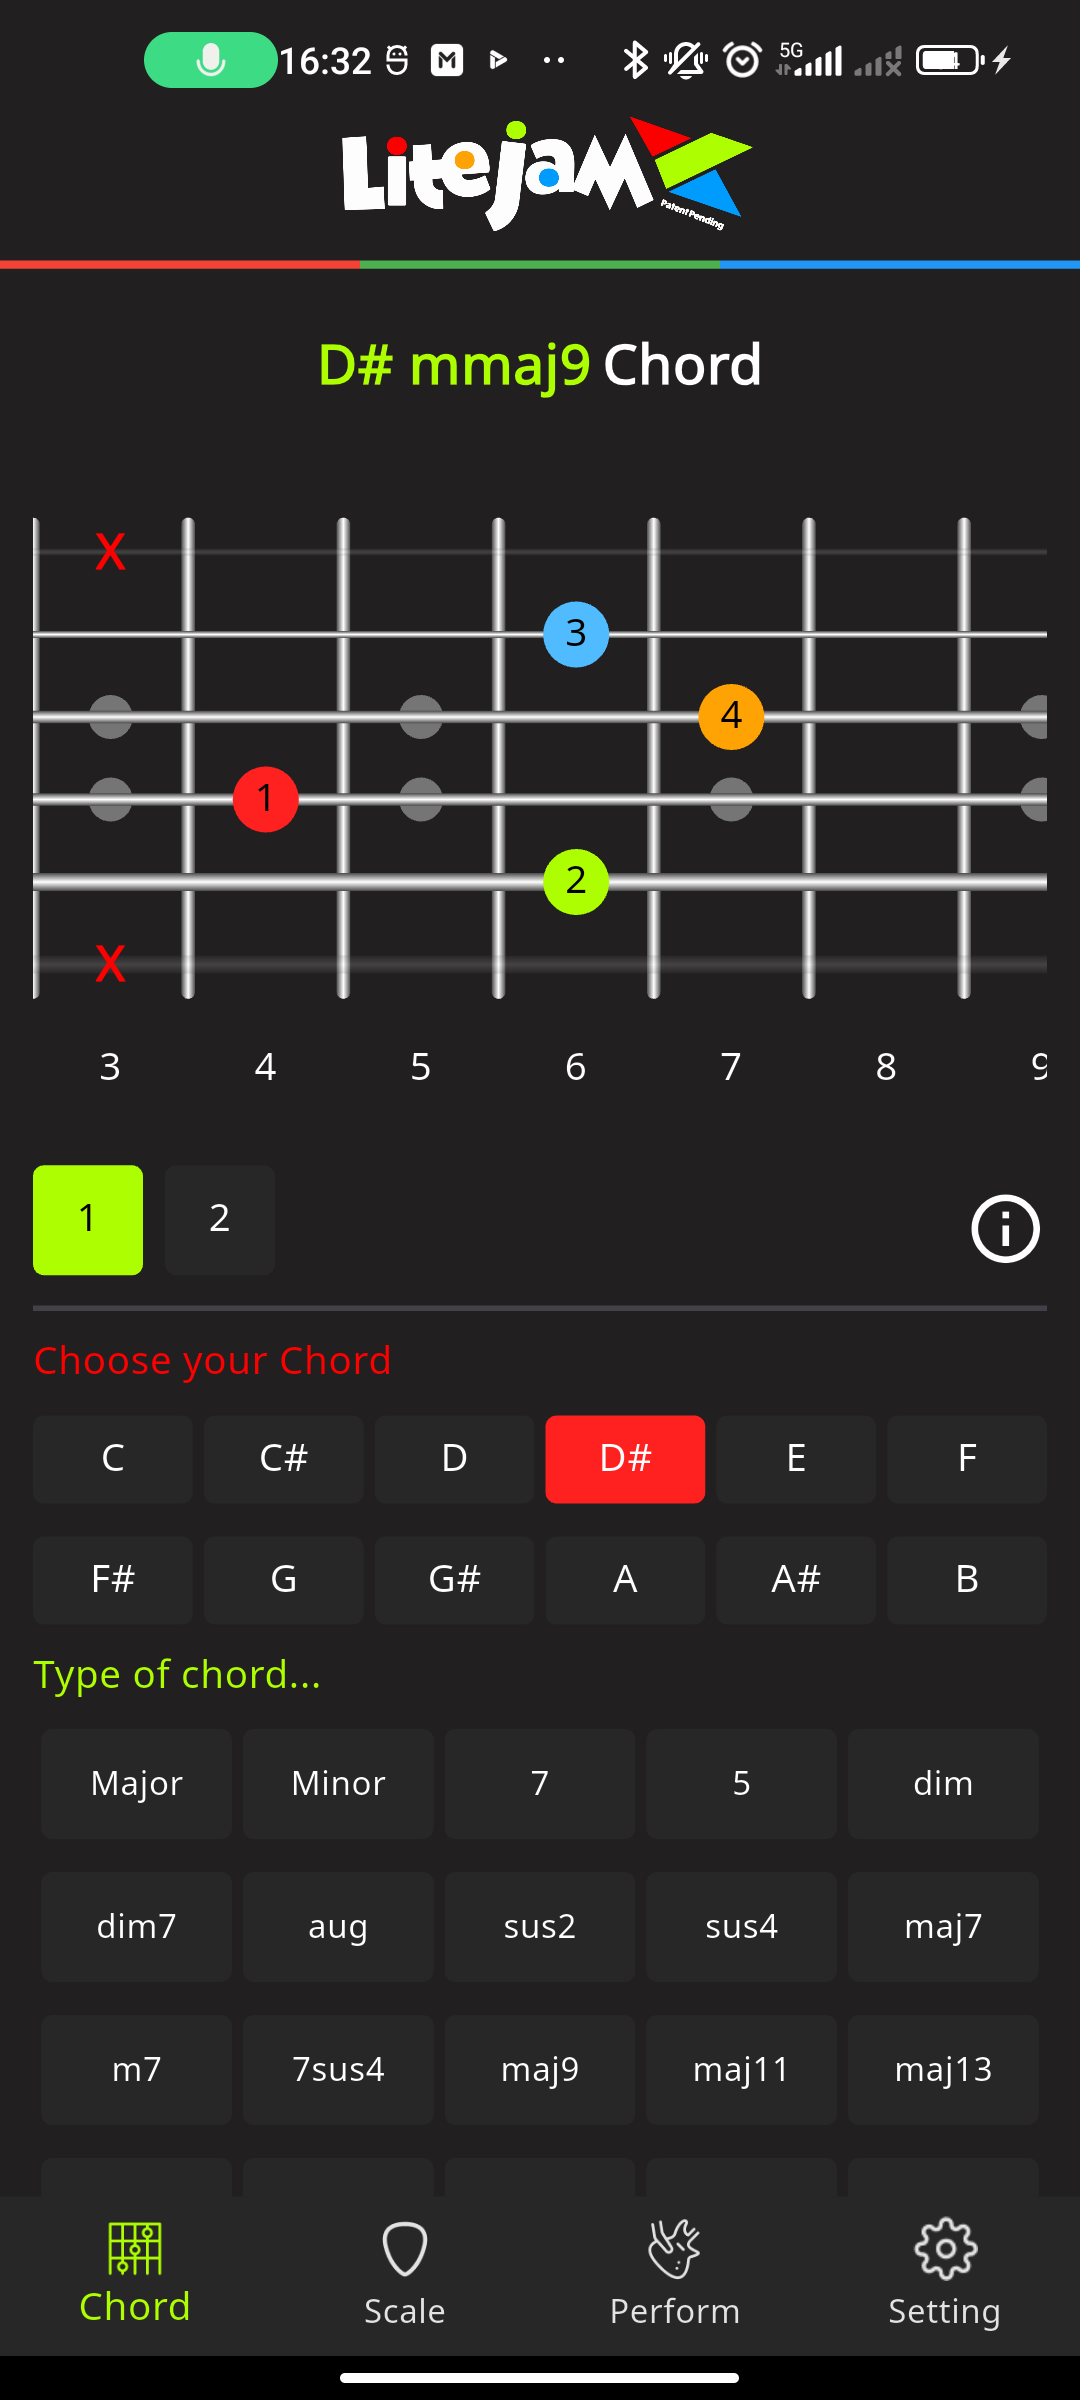 16:32
5G
Litejam
Patent Pending
D# mmaj9 Chord
X
3
4
1
2
X
3 4 5 6 7 8 9
1 2
Choose your Chord
C C# D D# E F
F# G G# A A# B
Type of chord...
Major Minor 7 5 dim
dim7 aug sus2 sus4 maj7
m7 7sus4 maj9 maj11 maj13
Chord Scale Perform Setting